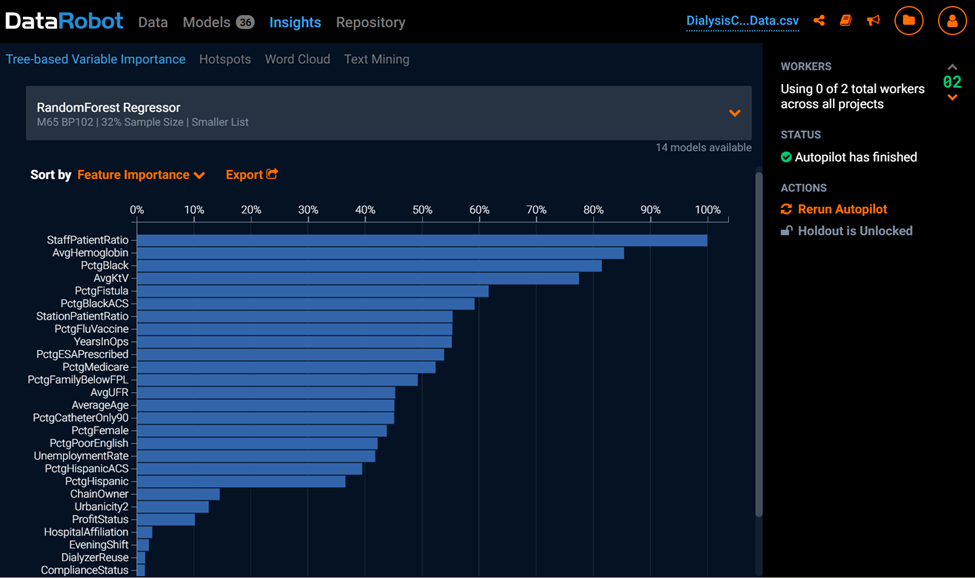 DataRobot Data Models 36 Insights Repository DialysisC...Data.csv
Tree-based Variable Importance Hotspots Word Cloud Text Mining
RandomForest Regressor
M65 BP102 | 32% Sample Size | Smaller List
14 models available
Sort by Feature Importance Export
0% 10% 20% 30% 40% 50% 60% 70% 80% 90% 100%
StaffPatientRatio
AvgHemoglobin
PctgBlack
AvgKtV
PctgFistula
PctgBlackACS
StationPatientRatio
PctgFluVaccine
YearsInOps
PctgESAPrescribed
PctgMedicare
PctgFamilyBelowFPL
AvgUFR
AverageAge
PctgCatheterOnly90
PctgFemale
PctgPoorEnglish
UnemploymentRate
PctgHispanicACS
PctgHispanic
ChainOwner
Urbanicity2
ProfitStatus
HospitalAffiliation
EveningShift
DialyzerReuse
ComplianceStatus
WORKERS
Using 0 of 2 total workers
across all projects
02
STATUS
Autopilot has finished
ACTIONS
Rerun Autopilot
Holdout is Unlocked